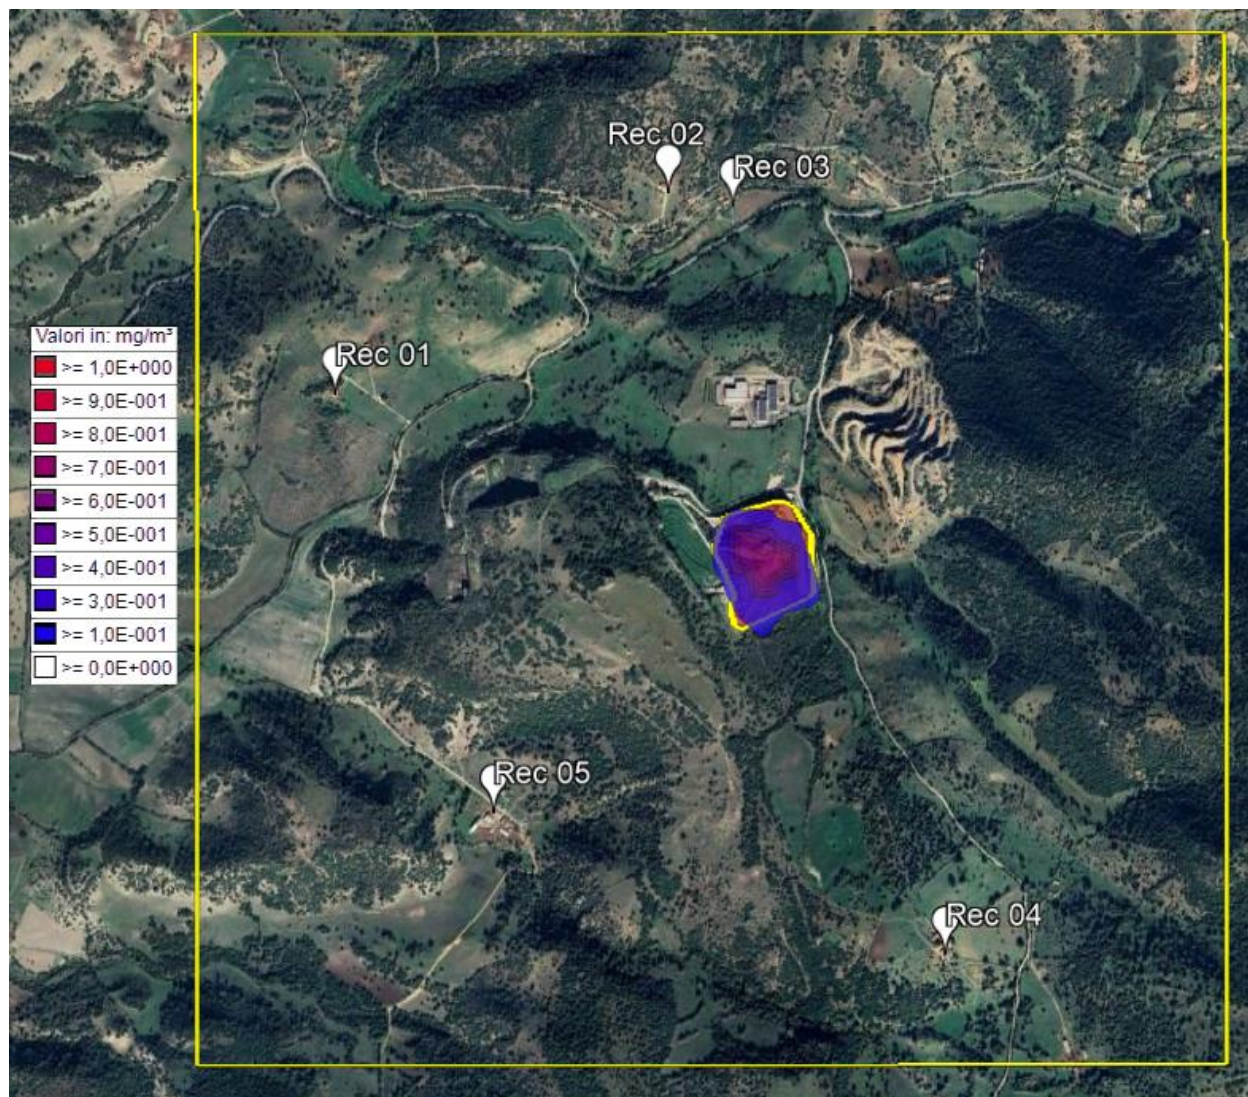 Rec 02
Rec 03
Valori in: mg/m³
>= 1,0E+000
>= 9,0E-001
>= 8,0E-001
>= 7,0E-001
>= 6,0E-001
>= 5,0E-001
>= 4,0E-001
>= 3,0E-001
>= 1,0E-001
>= 0,0E+000
Rec 01
Rec 05
Rec 04